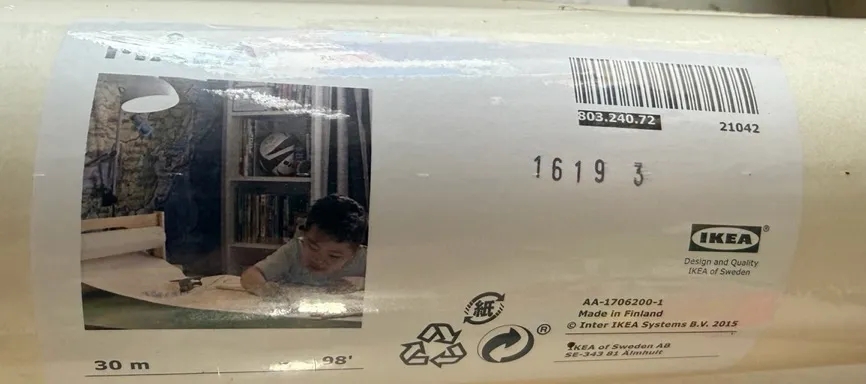 MÅLA
803.240.72
21042
1619 3
IKEA®
Design and Quality
IKEA of Sweden
紙
®
AA-1706200-1
Made in Finland
© Inter IKEA Systems B.V. 2015
IKEA of Sweden AB
SE-343 81 Älmhult
30 m
98'